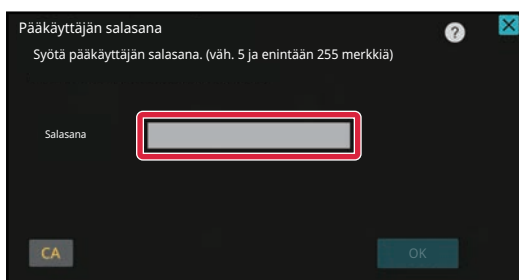 Pääkäyttäjän salasana
Syötä pääkäyttäjän salasana. (väh. 5 ja enintään 255 merkkiä)
Salasana
CA
OK